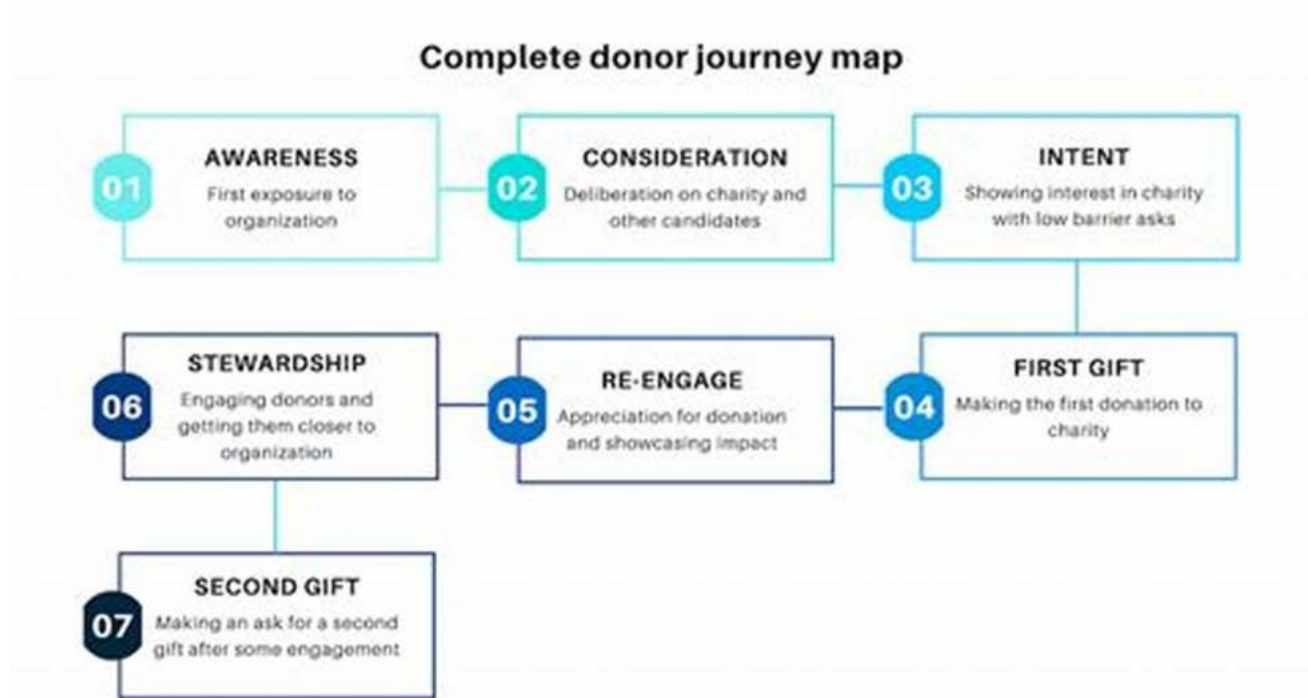 Complete donor journey map
01
AWARENESS
First exposure to
organization
02
CONSIDERATION
Deliberation on charity and
other candidates
03
INTENT
Showing interest in charity
with low barrier asks
04
FIRST GIFT
Making the first donation to
charity
05
RE-ENGAGE
Appreciation for donation
and showcasing impact
06
STEWARDSHIP
Engaging donors and
getting them closer to
organization
07
SECOND GIFT
Making an ask for a second
gift after some engagement